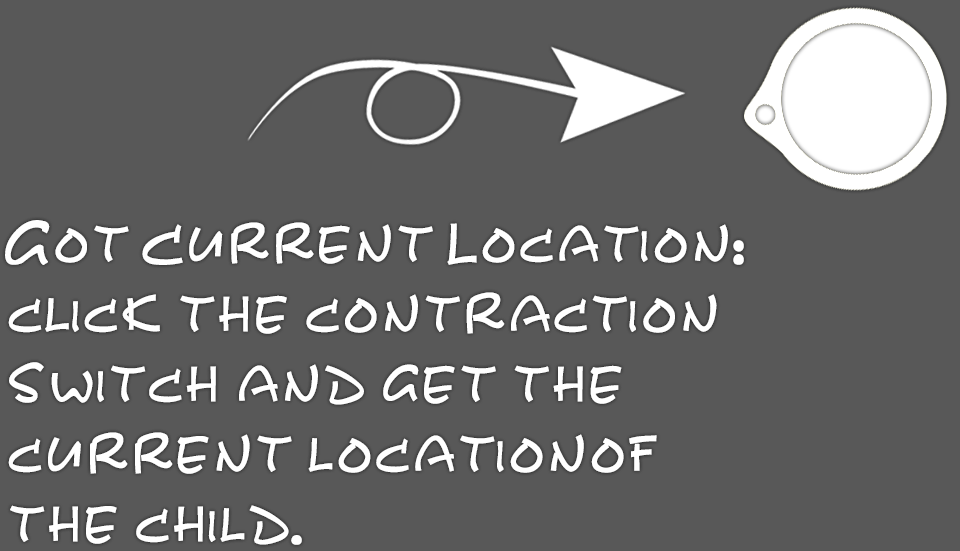 Got current Location:
click the contraction
Switch and get the
current locationof
the child.